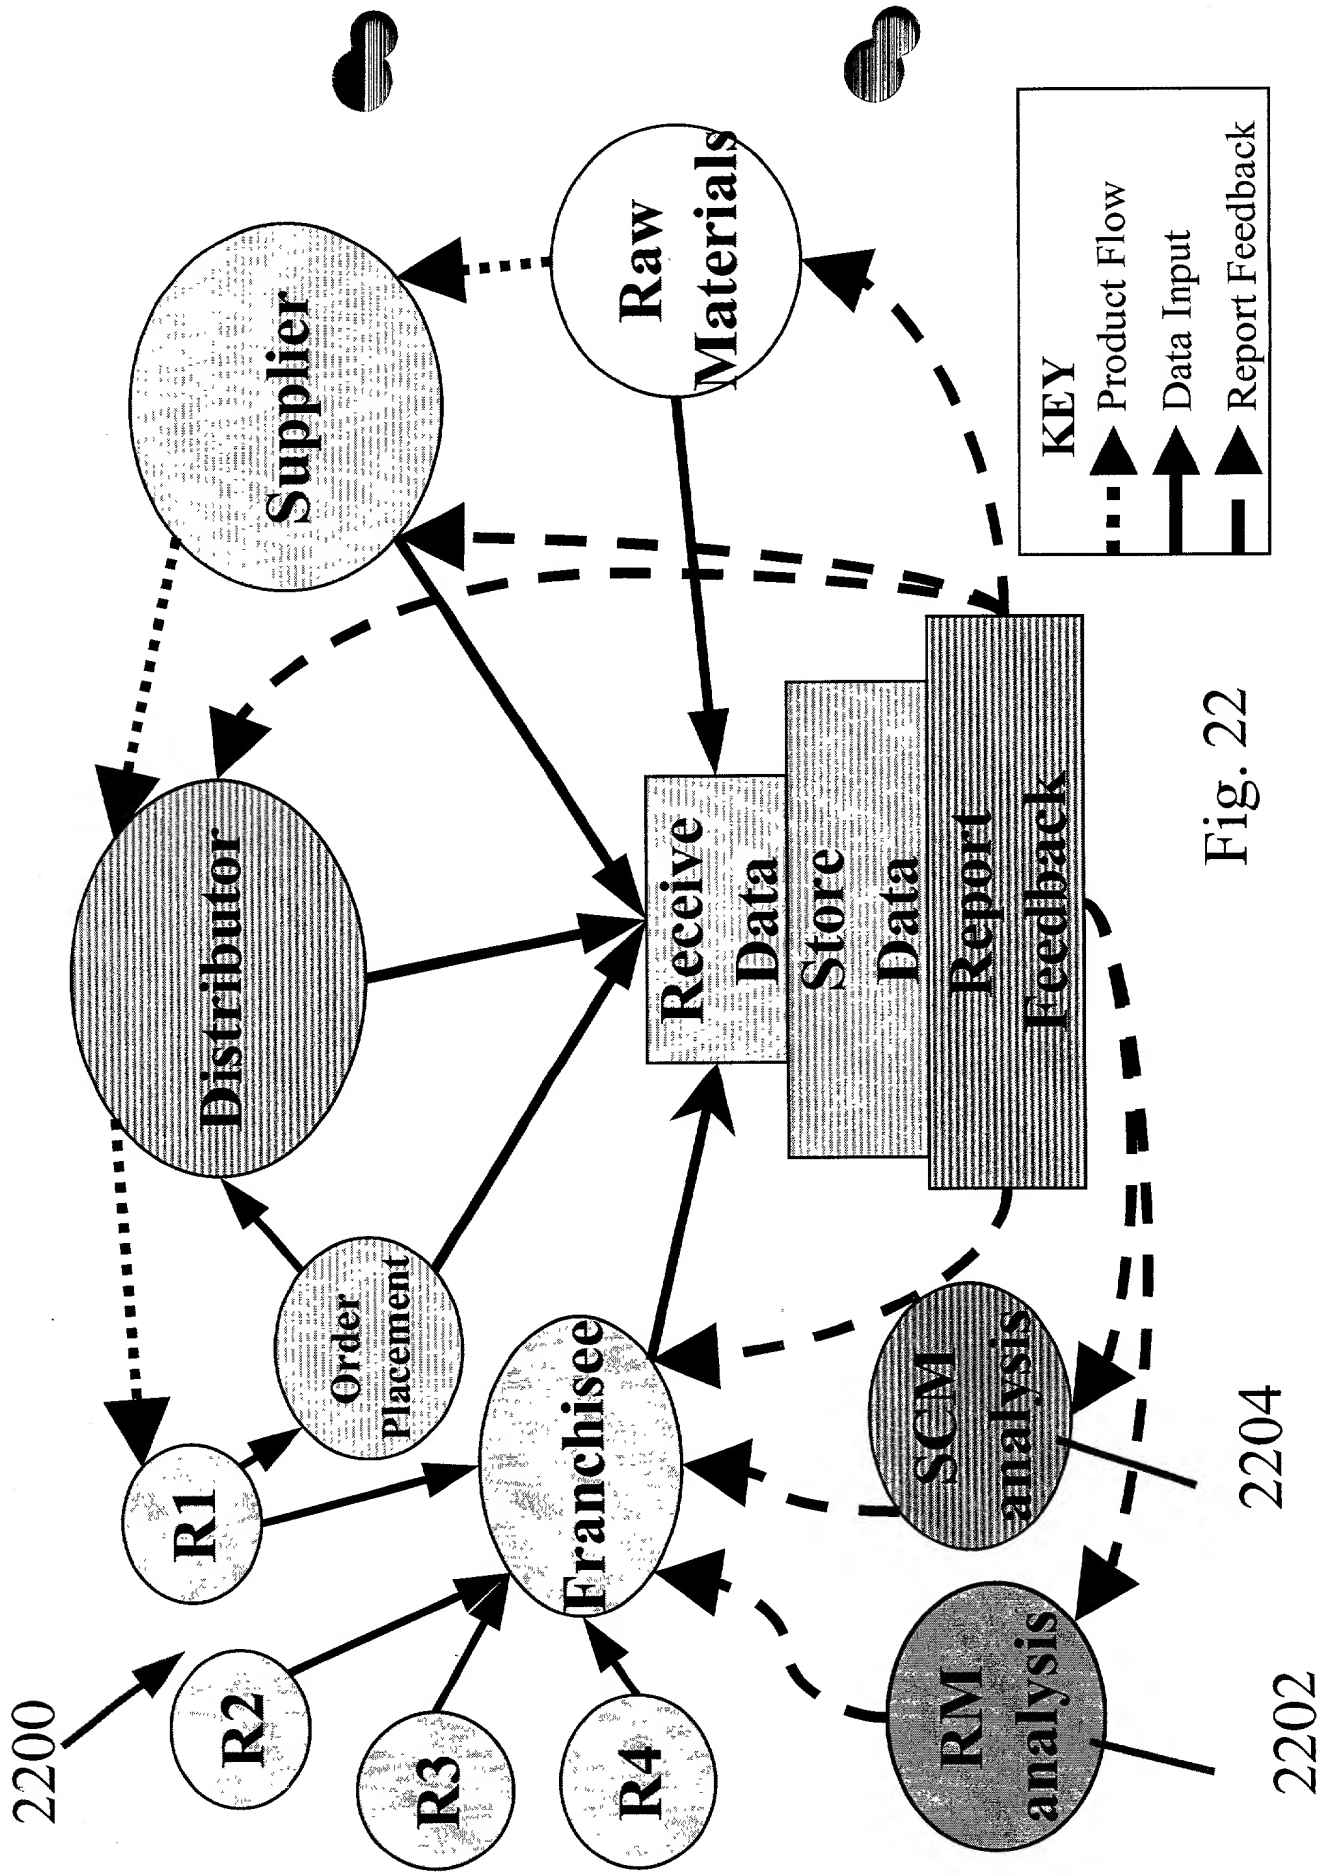 2200
R1
R2
R3
R4
Order
Placement
Distributor
Supplier
Franchisee
Raw
Materials
Receive
Data
Store
Data
Report
Feedback
RM
analysis
SCM
analysis
2202
2204
KEY
Product Flow
Data Input
Report Feedback
Fig. 22